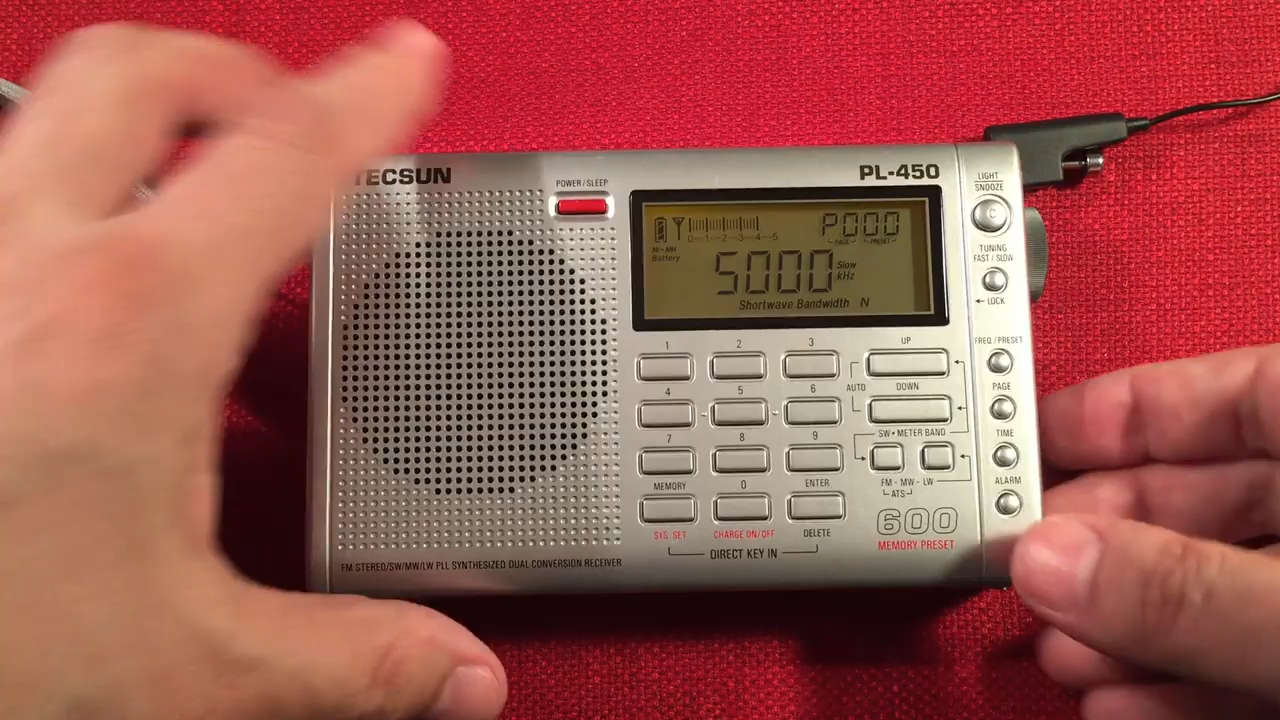 TECSUN
POWER/SLEEP
PL-450
LIGHT
SNOOZE
TUNING
FAST/SLOW
LOCK
FREQ/PRESET
PAGE
TIME
ALARM
P000
PAGE PRESET
0 1 2 3 4 5
Ni-MH
Battery
5000 Slow
kHz
Shortwave Bandwidth N
1 2 3
4 5 6
7 8 9
MEMORY 0 ENTER
SYS SET CHARGE ON/OFF DELETE
DIRECT KEY IN
UP
AUTO DOWN
SW • METER BAND
FM - MW - LW
ATS
600
MEMORY PRESET
FM STEREO/SW/MW/LW PLL SYNTHESIZED DUAL CONVERSION RECEIVER
C